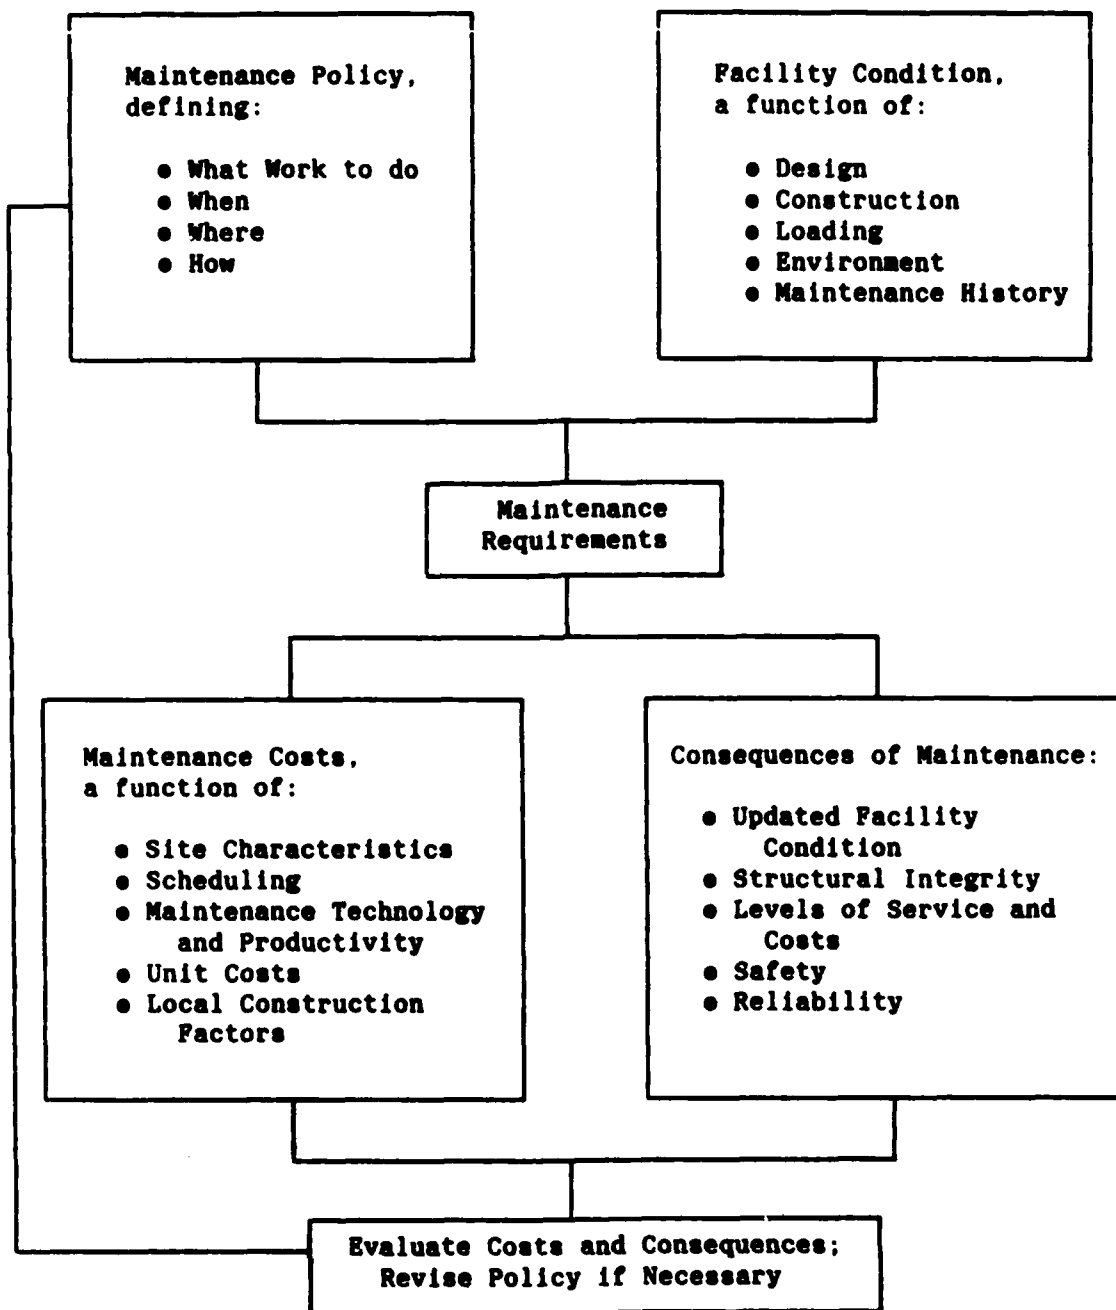 Maintenance Policy,
defining:
● What Work to do
● When
● Where
● How
Facility Condition,
a function of:
● Design
● Construction
● Loading
● Environment
● Maintenance History
Maintenance
Requirements
Maintenance Costs,
a function of:
● Site Characteristics
● Scheduling
● Maintenance Technology
and Productivity
● Unit Costs
● Local Construction
Factors
Consequences of Maintenance:
● Updated Facility
Condition
● Structural Integrity
● Levels of Service and
Costs
● Safety
● Reliability
Evaluate Costs and Consequences;
Revise Policy if Necessary